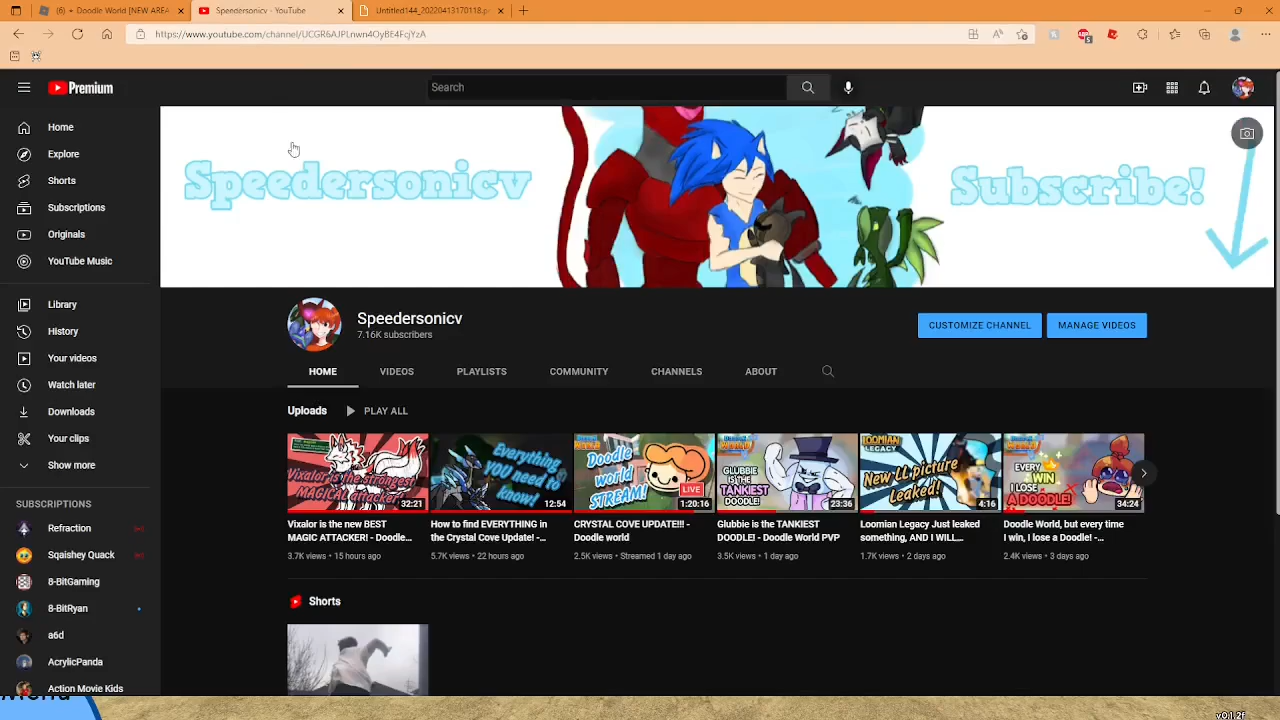 (6) + Doodle World [NEW AREA
Speedersonicv - YouTube
Untitled144_20220413170118.p
https://www.youtube.com/channel/UCGR6AJPLnwn4OyBE4FcjYzA
Premium
Search
Home
Explore
Shorts
Subscriptions
Originals
YouTube Music
Library
History
Your videos
Watch later
Downloads
Your clips
Show more
SUBSCRIPTIONS
Refraction
Sqaishey Quack
8-BitGaming
8-BitRyan
a6d
AcrylicPanda
Action Movie Kids
Speedersonicv
Subscribe!
Speedersonicv
7.16K subscribers
CUSTOMIZE CHANNEL
MANAGE VIDEOS
HOME
VIDEOS
PLAYLISTS
COMMUNITY
CHANNELS
ABOUT
Uploads
PLAY ALL
Vixalor is the strongest
MAGICAL attacker!
32:21
Everything
YOU need to
know!
12:54
Doodle
world
STREAM!
LIVE
1:20:16
GLUBBIE
IS THE
TANKIEST
DOODLE!
23:36
LOOMIAN
LEGACY
New LL picture
Leaked!
4:16
EVERY
WIN
I LOSE
A DOODLE!
34:24
Vixalor is the new BEST
MAGIC ATTACKER! - Doodle...
3.7K views • 15 hours ago
How to find EVERYTHING in
the Crystal Cove Update! -...
5.7K views • 22 hours ago
CRYSTAL COVE UPDATE!!! -
Doodle world
2.5K views • Streamed 1 day ago
Glubbie is the TANKIEST
DOODLE! - Doodle World PVP
3.5K views • 1 day ago
Loomian Legacy Just leaked
something, AND I WILL...
1.7K views • 2 days ago
Doodle World, but every time
I win, I lose a Doodle! -...
2.4K views • 3 days ago
Shorts
v0.1.2f